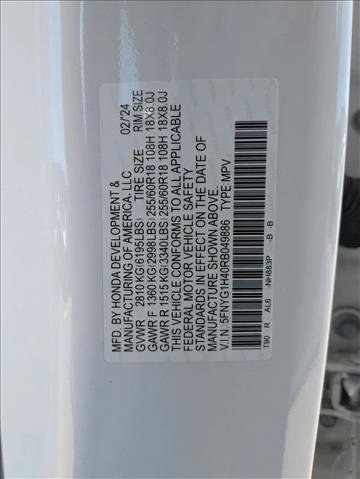 MFD. BY HONDA DEVELOPMENT &
MANUFACTURING OF AMERICA, LLC 02/24
GVWR 2810 KG(6195LBS) TIRE SIZE RIM SIZE
GAWR F 1360 KG(2998LBS) 255/60R18 108H 18X8.0J
GAWR R 1515 KG(3340LBS) 255/60R18 108H 18X8.0J
THIS VEHICLE CONFORMS TO ALL APPLICABLE
FEDERAL MOTOR VEHICLE SAFETY
STANDARDS IN EFFECT ON THE DATE OF
MANUFACTURE SHOWN ABOVE.
V.I.N. 5FNYG1H40RB049886 TYPE:MPV
T90 R AL6 -NH883P -B -B